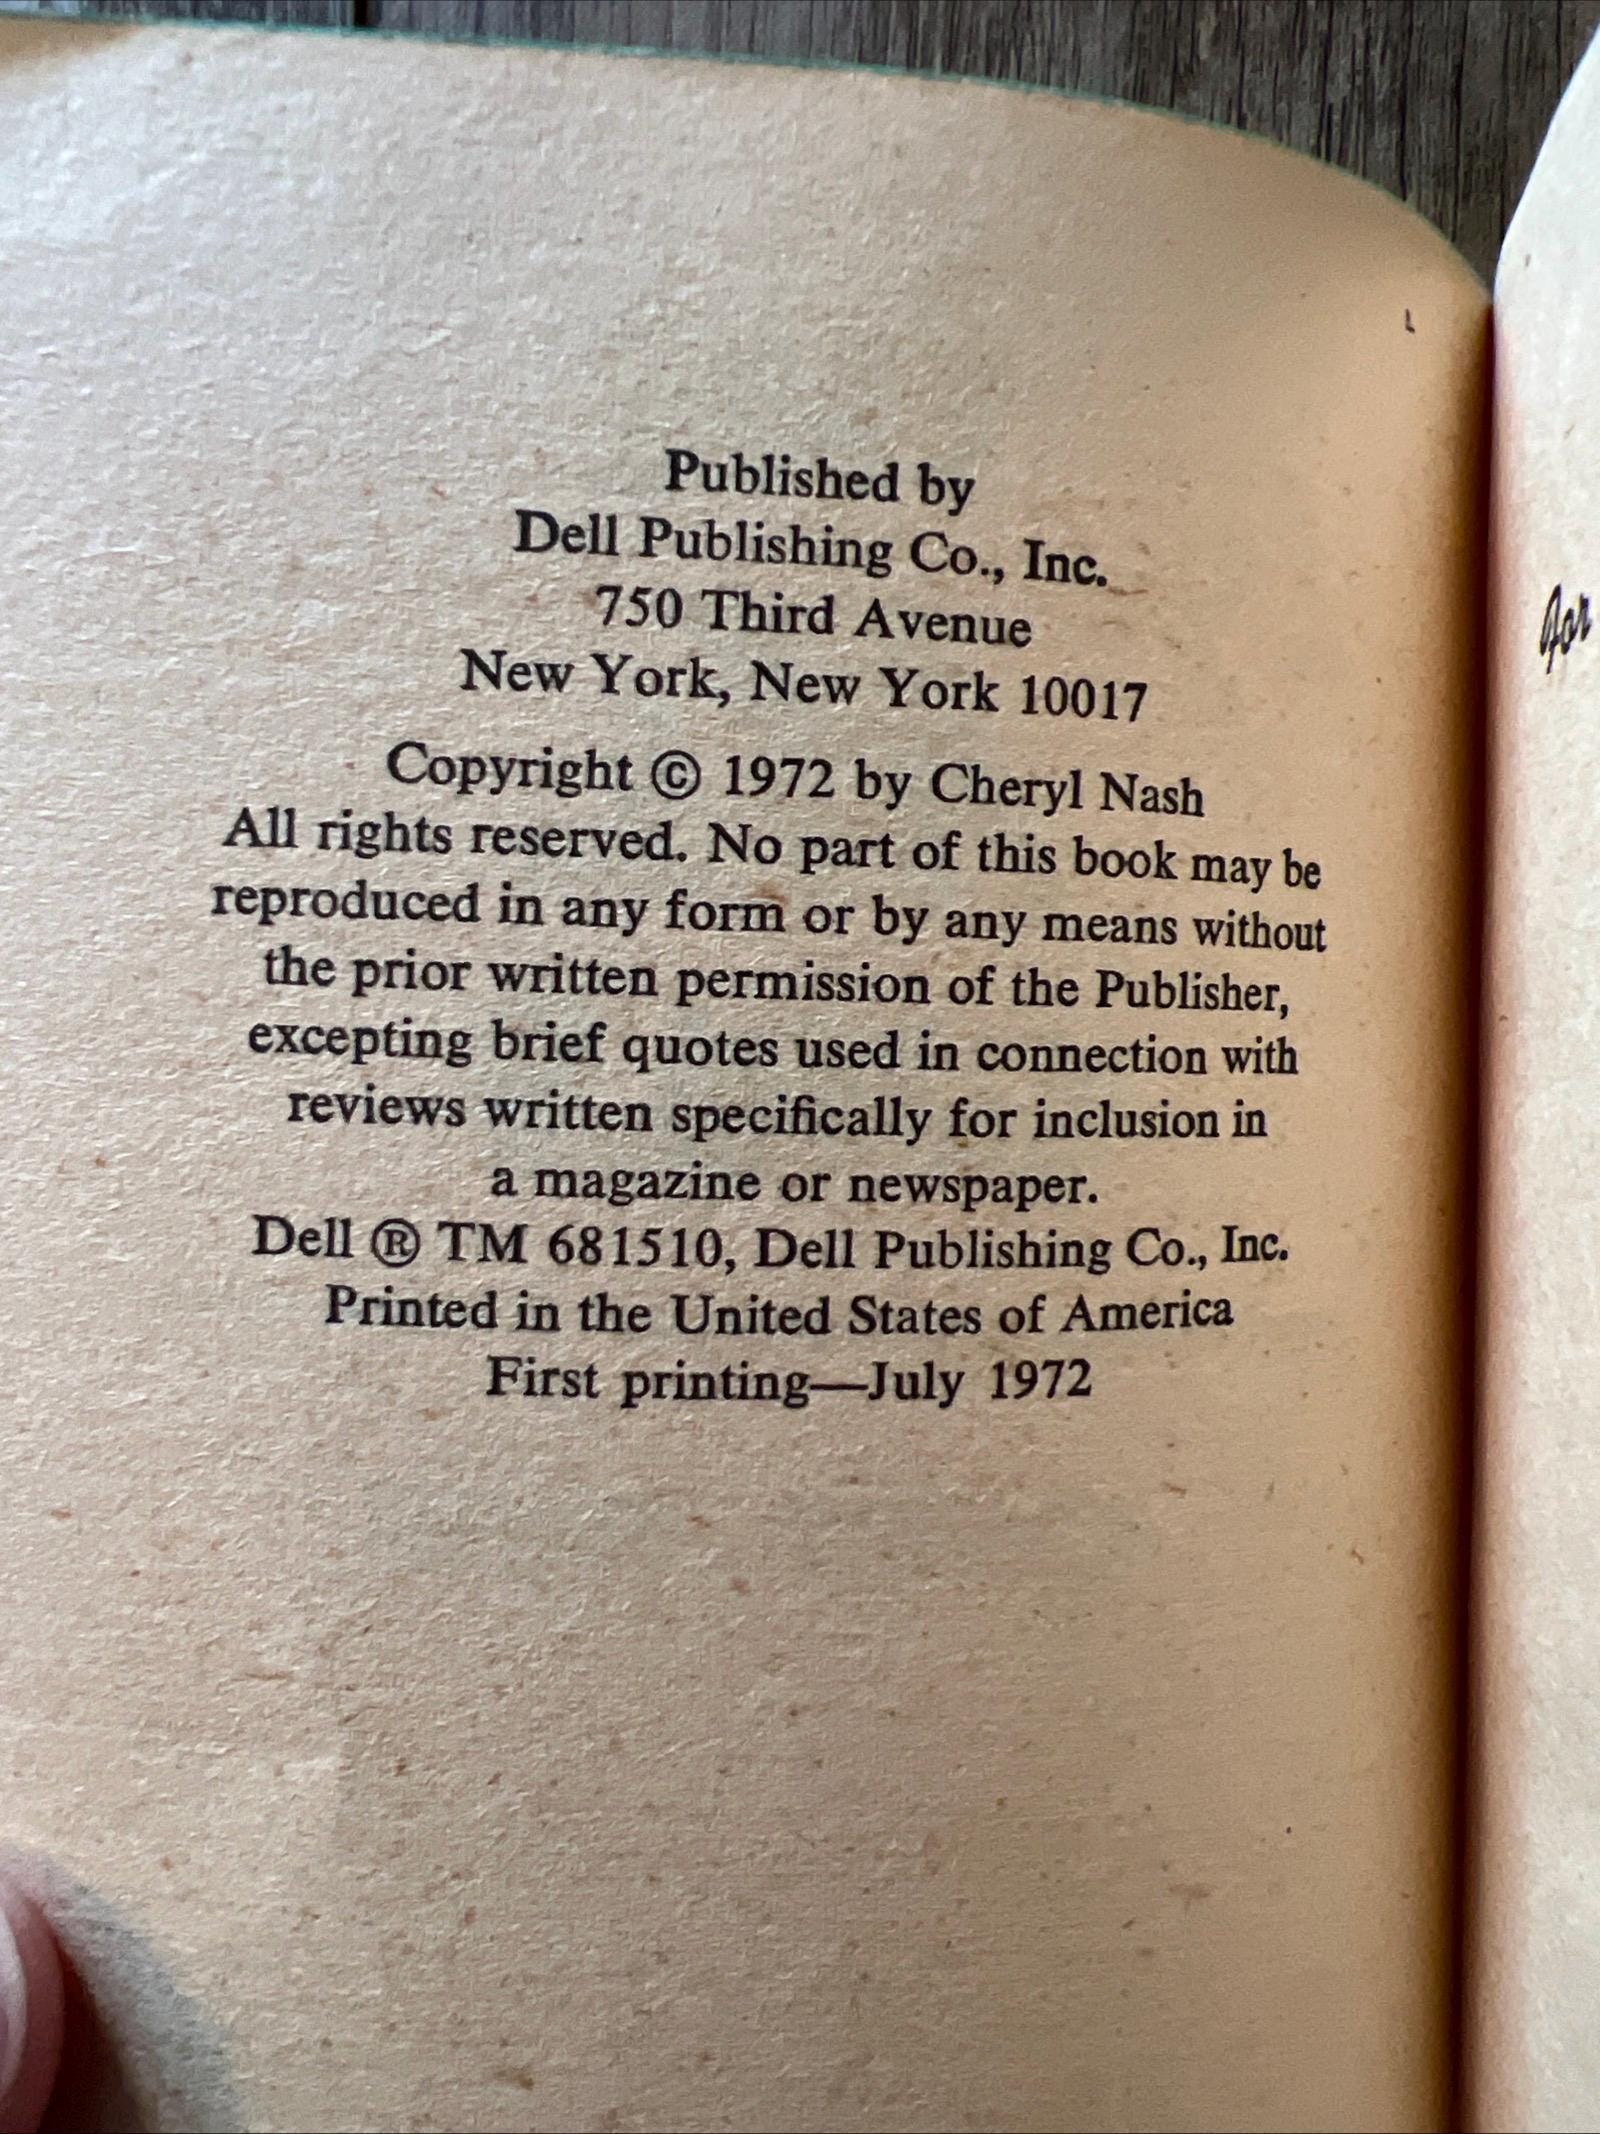 Published by
Dell Publishing Co., Inc.
750 Third Avenue
New York, New York 10017
Copyright © 1972 by Cheryl Nash
All rights reserved. No part of this book may be
reproduced in any form or by any means without
the prior written permission of the Publisher,
excepting brief quotes used in connection with
reviews written specifically for inclusion in
a magazine or newspaper.
Dell ® TM 681510, Dell Publishing Co., Inc.
Printed in the United States of America
First printing—July 1972
for